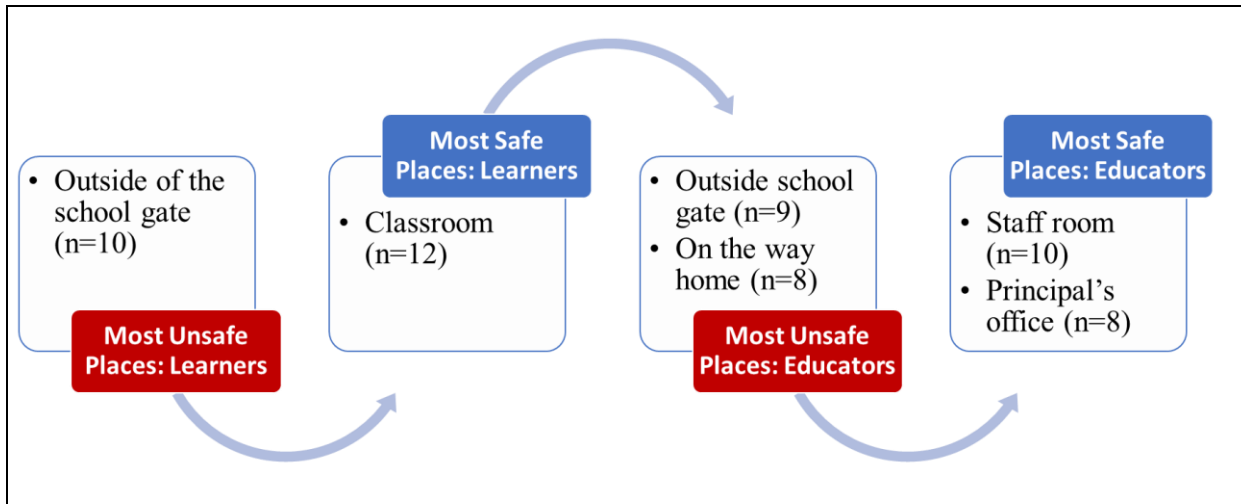 • Outside of the
school gate
(n=10)
Most Unsafe
Places: Learners
Most Safe
Places: Learners
• Classroom
(n=12)
• Outside school
gate (n=9)
• On the way
home (n=8)
Most Unsafe
Places: Educators
Most Safe
Places: Educators
• Staff room
(n=10)
• Principal’s
office (n=8)